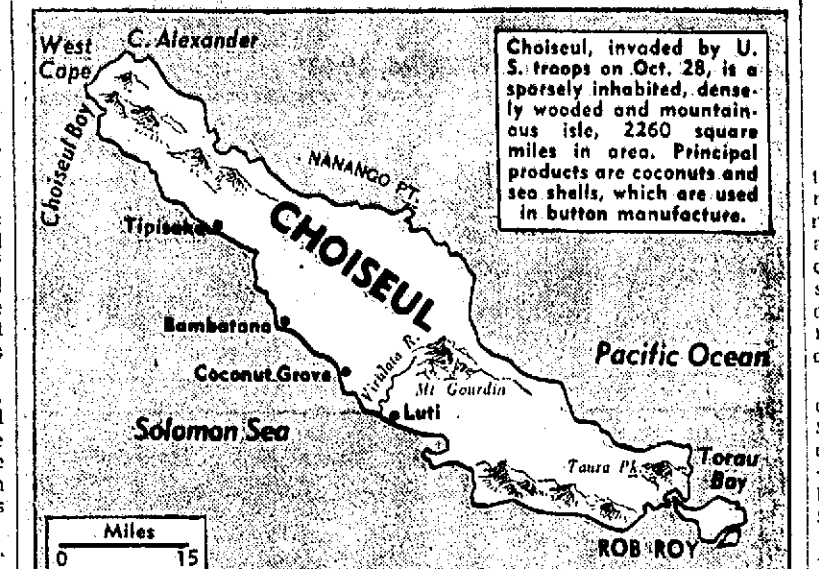 West
Cape
C. Alexander
Choiseul, invaded by U.
S. troops on Oct. 28, is a
sparsely inhabited, dense-
ly wooded and mountain-
ous isle, 2260 square
miles in area. Principal
products are coconuts and
sea shells, which are used
in button manufacture.
Choiseul Bay
NANANGO PT.
CHOISEUL
Bambatana
Pacific Ocean
Coconut Grove
R.
Mt Gourdin
Luti
Solomon Sea
Taura Pk
Torau
Bay
Miles
0 15
ROB ROY